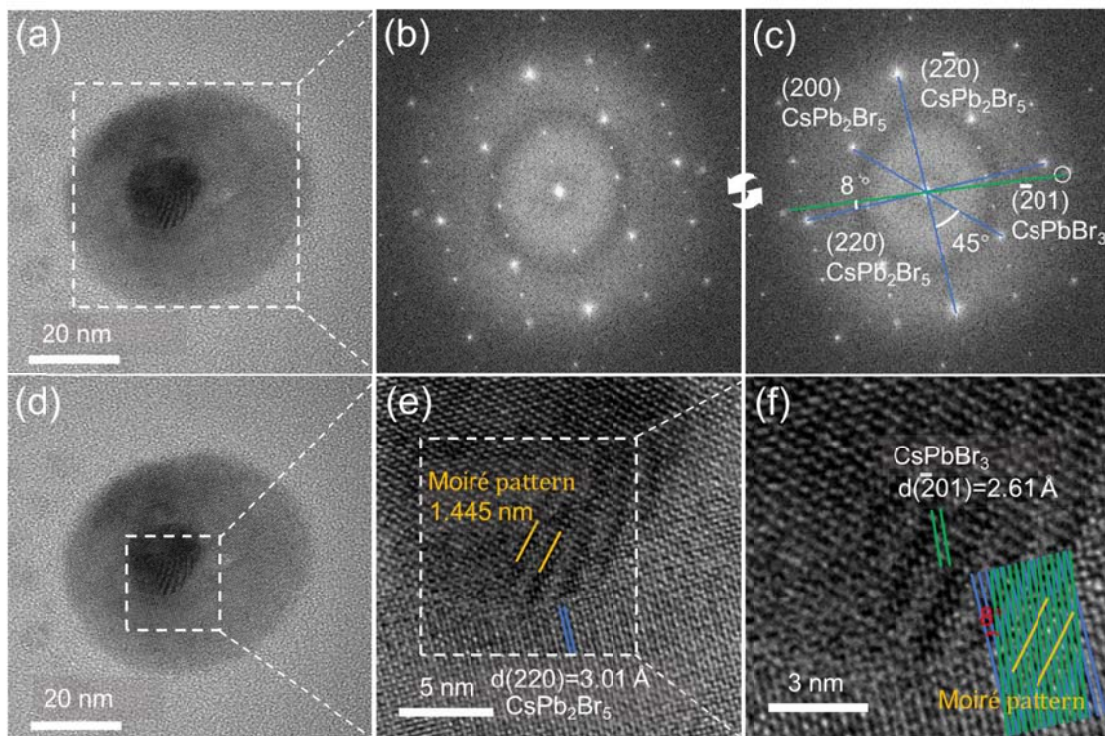 (a)
20 nm
(b)
(c)
(2̄20)
CsPb₂Br₅
(200)
CsPb₂Br₅
8°
(2̄01)
CsPbBr₃
(220)
CsPb₂Br₅
45°
(d)
20 nm
(e)
Moiré pattern
1.445 nm
d(220)=3.01 Å
CsPb₂Br₅
5 nm
(f)
CsPbBr₃
d(2̄01)=2.61 Å
8°
Moiré pattern
3 nm